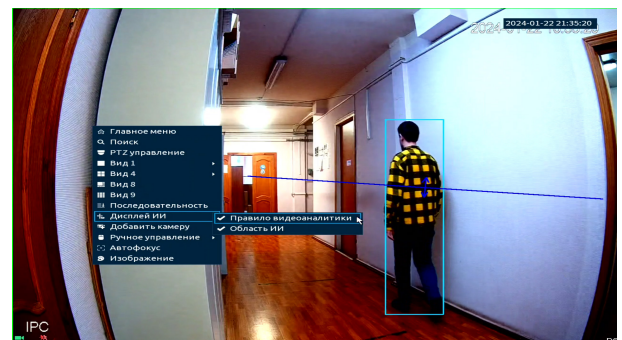 2024-01-22 21:35:20
Главное меню
Поиск
PTZ управление
Вид 1
Вид 4
Вид 8
Вид 9
Последовательность
Дисплей ИИ
Правило видеоаналитики
Добавить камеру
Область ИИ
Ручное управление
Автофокус
Изображение
IPC